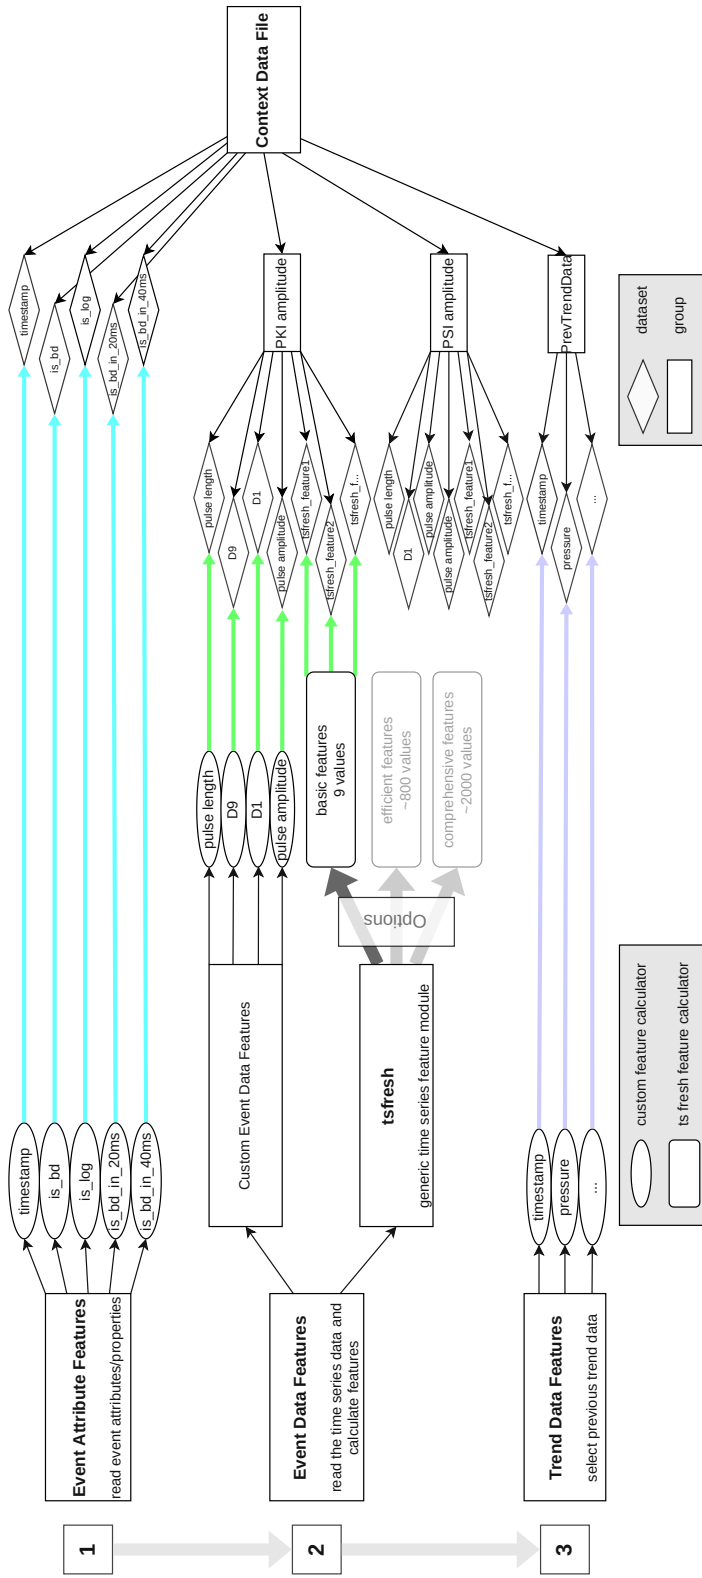 1
Event Attribute Features
read event attributes/properties
timestamp
is_bd
is_log
is_bd_in_20ms
is_bd_in_40ms
timestamp
is_bd
is_log
is_bd_in_20ms
is_bd_in_40ms
Context Data File
2
Event Data Features
read the time series data and
calculate features
Custom Event Data Features
pulse length
D9
D1
pulse amplitude
tsfresh
generic time series feature module
Options
basic features
9 values
efficient features
~800 values
comprehensive features
~2000 values
pulse length
D9
D1
pulse amplitude
tsfresh_feature1
tsfresh_feature2
tsfresh_f...
PKI amplitude
pulse length
D1
pulse amplitude
pulse amplitude
tsfresh_feature1
tsfresh_feature2
tsfresh_f...
PSI amplitude
3
Trend Data Features
select previous trend data
timestamp
pressure
...
timestamp
pressure
...
PrevTrendData
custom feature calculator
ts fresh feature calculator
dataset
group